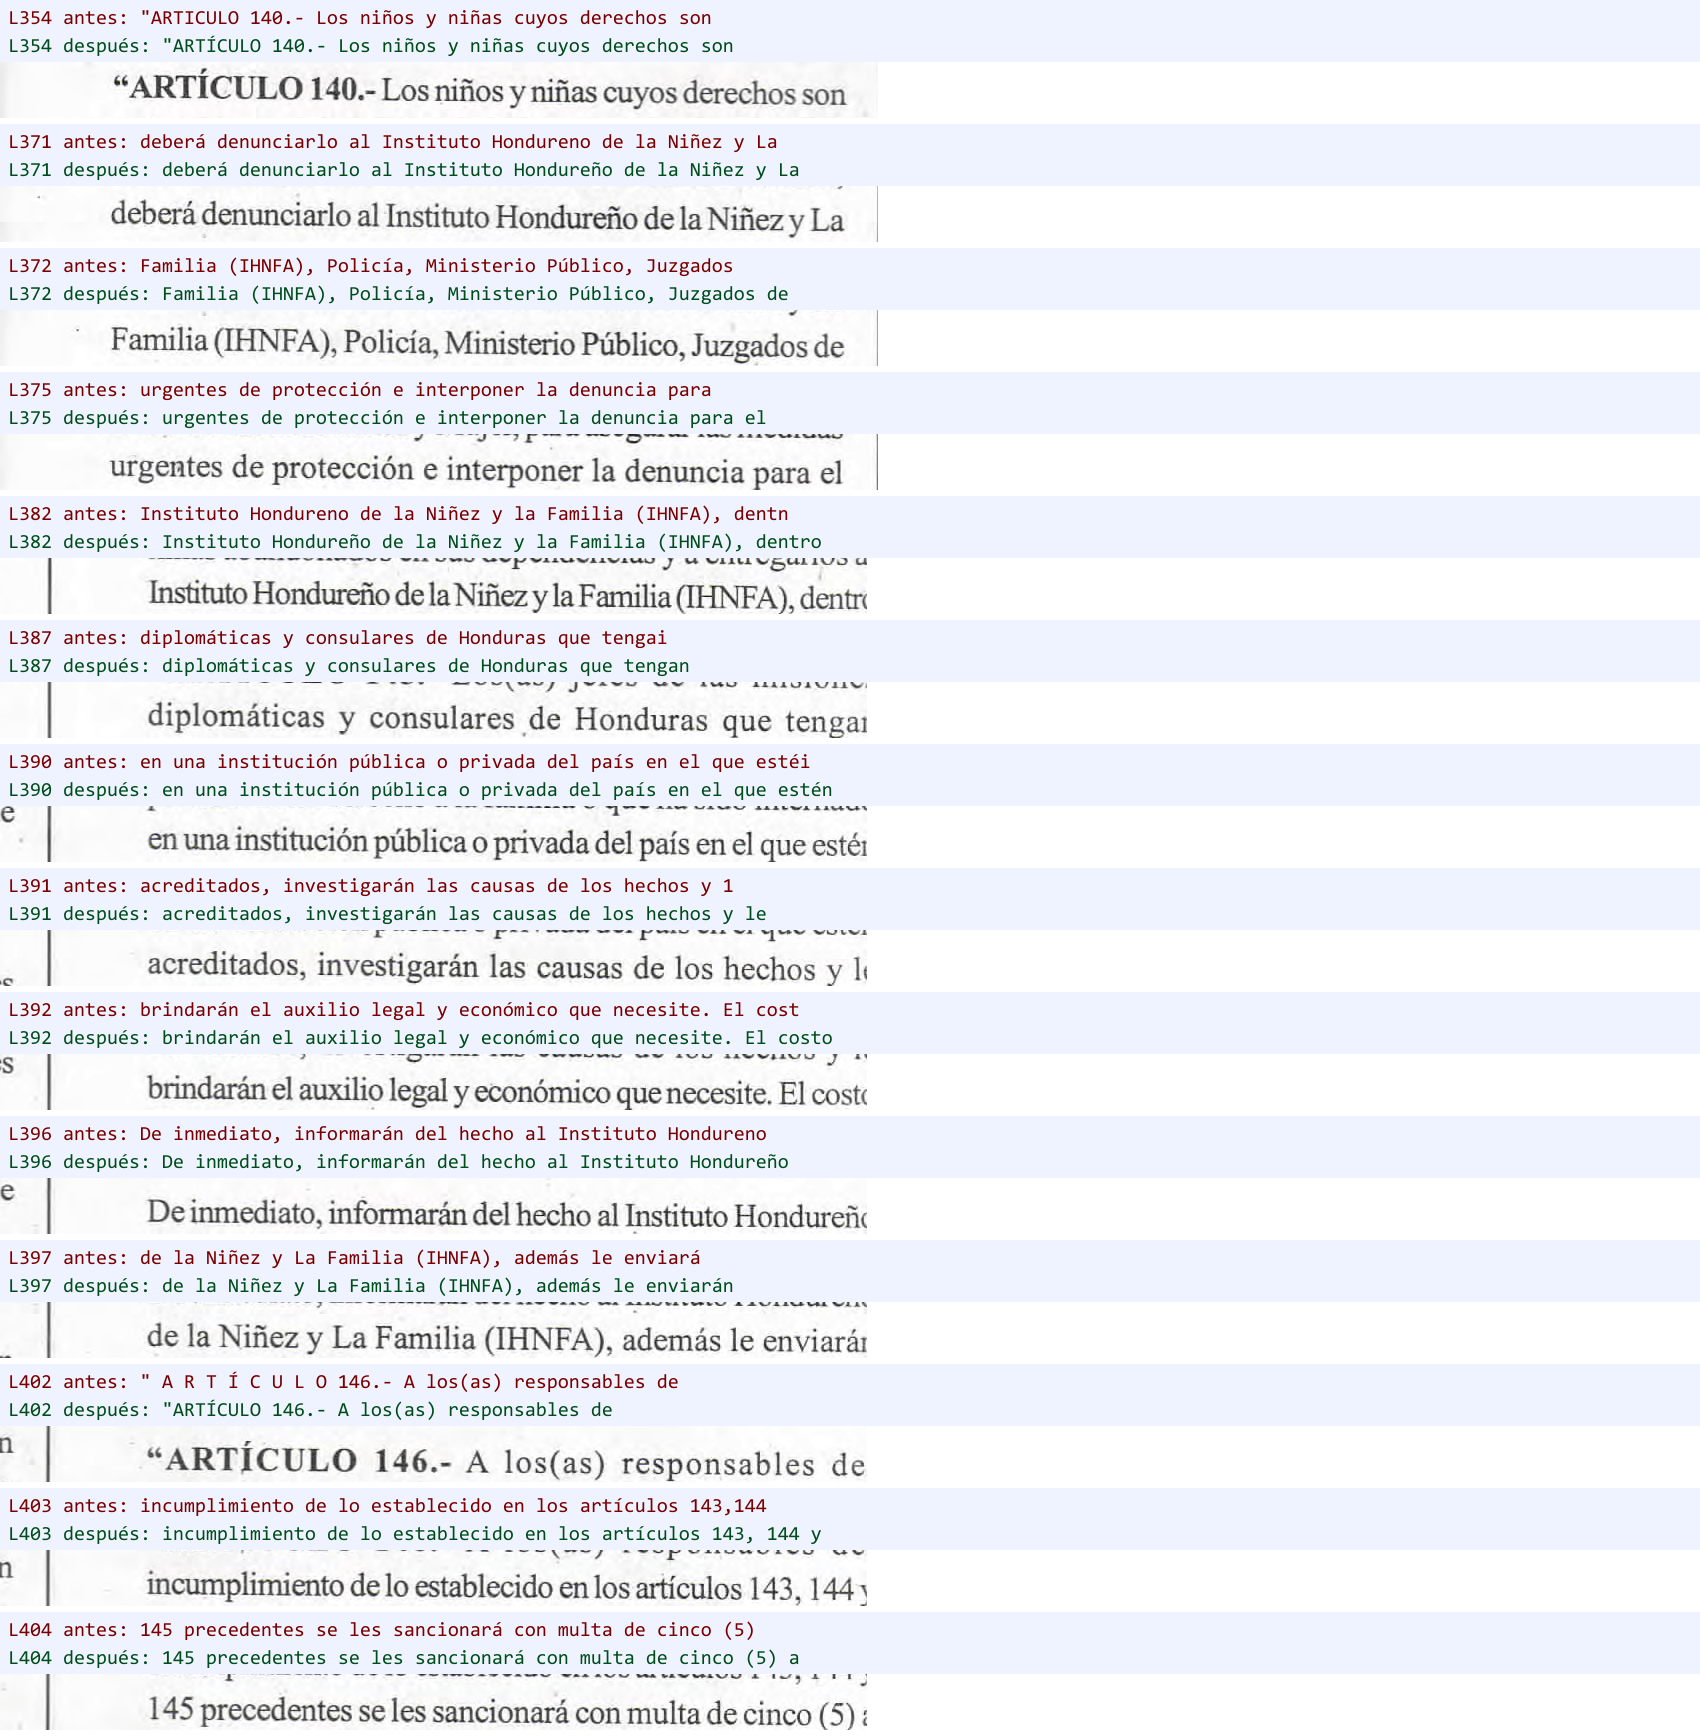 L354 antes: "ARTICULO 140.- Los niños y niñas cuyos derechos son
L354 después: "ARTÍCULO 140.- Los niños y niñas cuyos derechos son
“ARTÍCULO 140.- Los niños y niñas cuyos derechos son
L371 antes: deberá denunciarlo al Instituto Hondureno de la Niñez y La
L371 después: deberá denunciarlo al Instituto Hondureño de la Niñez y La
deberá denunciarlo al Instituto Hondureño de la Niñez y La
L372 antes: Familia (IHNFA), Policía, Ministerio Público, Juzgados
L372 después: Familia (IHNFA), Policía, Ministerio Público, Juzgados de
Familia (IHNFA), Policía, Ministerio Público, Juzgados de
L375 antes: urgentes de protección e interponer la denuncia para
L375 después: urgentes de protección e interponer la denuncia para el
urgentes de protección e interponer la denuncia para el
L382 antes: Instituto Hondureno de la Niñez y la Familia (IHNFA), dentn
L382 después: Instituto Hondureño de la Niñez y la Familia (IHNFA), dentro
Instituto Hondureño de la Niñez y la Familia (IHNFA), dentro
L387 antes: diplomáticas y consulares de Honduras que tengai
L387 después: diplomáticas y consulares de Honduras que tengan
diplomáticas y consulares de Honduras que tengan
L390 antes: en una institución pública o privada del país en el que estéi
L390 después: en una institución pública o privada del país en el que estén
e
en una institución pública o privada del país en el que estén
L391 antes: acreditados, investigarán las causas de los hechos y 1
L391 después: acreditados, investigarán las causas de los hechos y le
acreditados, investigarán las causas de los hechos y le
L392 antes: brindarán el auxilio legal y económico que necesite. El cost
L392 después: brindarán el auxilio legal y económico que necesite. El costo
s
brindarán el auxilio legal y económico que necesite. El costo
L396 antes: De inmediato, informarán del hecho al Instituto Hondureno
L396 después: De inmediato, informarán del hecho al Instituto Hondureño
e
De inmediato, informarán del hecho al Instituto Hondureño
L397 antes: de la Niñez y La Familia (IHNFA), además le enviará
L397 después: de la Niñez y La Familia (IHNFA), además le enviarán
de la Niñez y La Familia (IHNFA), además le enviarán
L402 antes: " A R T Í C U L O 146.- A los(as) responsables de
L402 después: "ARTÍCULO 146.- A los(as) responsables de
n
“ARTÍCULO 146.- A los(as) responsables de
L403 antes: incumplimiento de lo establecido en los artículos 143,144
L403 después: incumplimiento de lo establecido en los artículos 143, 144 y
n
incumplimiento de lo establecido en los artículos 143, 144 y
L404 antes: 145 precedentes se les sancionará con multa de cinco (5)
L404 después: 145 precedentes se les sancionará con multa de cinco (5) a
145 precedentes se les sancionará con multa de cinco (5) a